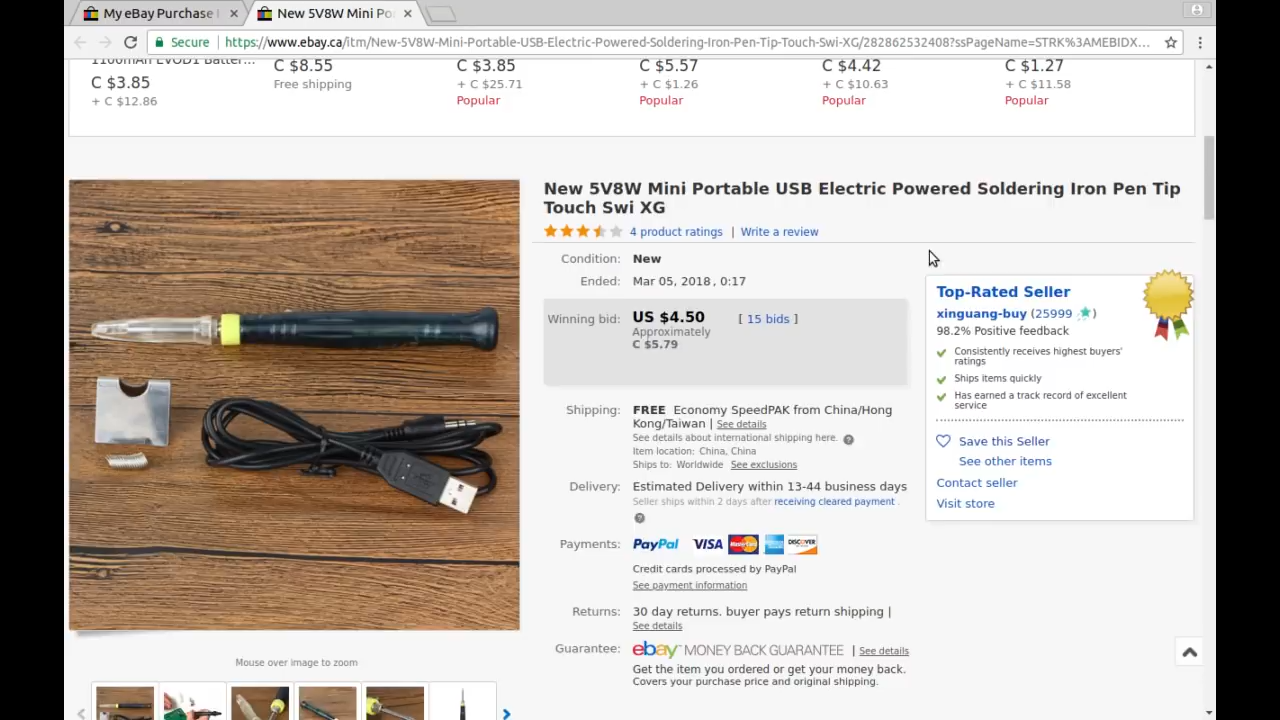 My eBay Purchase
New 5V8W Mini Po
Secure
https://www.ebay.ca/itm/New-5V8W-Mini-Portable-USB-Electric-Powered-Soldering-Iron-Pen-Tip-Touch-Swi-XG/282862532408?ssPageName=STRK%3AMEBIDX...
1100mAh EVOD1 Batter...
C $3.85
+ C $12.86
C $8.55
Free shipping
C $3.85
+ C $25.71
Popular
C $5.57
+ C $1.26
Popular
C $4.42
+ C $10.63
Popular
C $1.27
+ C $11.58
Popular
New 5V8W Mini Portable USB Electric Powered Soldering Iron Pen Tip
Touch Swi XG
4 product ratings | Write a review
Condition: New
Ended: Mar 05, 2018 , 0:17
Winning bid: US $4.50 [ 15 bids ]
Approximately
C $5.79
Shipping: FREE Economy SpeedPAK from China/Hong
Kong/Taiwan | See details
See details about international shipping here. ?
Item location: China, China
Ships to: Worldwide See exclusions
Delivery: Estimated Delivery within 13-44 business days
Seller ships within 2 days after receiving cleared payment .
?
Payments: PayPal VISA MasterCard DISCOVER
Credit cards processed by PayPal
See payment information
Returns: 30 day returns. buyer pays return shipping |
See details
Guarantee: ebay MONEY BACK GUARANTEE | See details
Get the item you ordered or get your money back.
Covers your purchase price and original shipping.
Top-Rated Seller
xinguang-buy (25999 )
98.2% Positive feedback
Consistently receives highest buyers'
ratings
Ships items quickly
Has earned a track record of excellent
service
Save this Seller
See other items
Contact seller
Visit store
Mouse over image to zoom